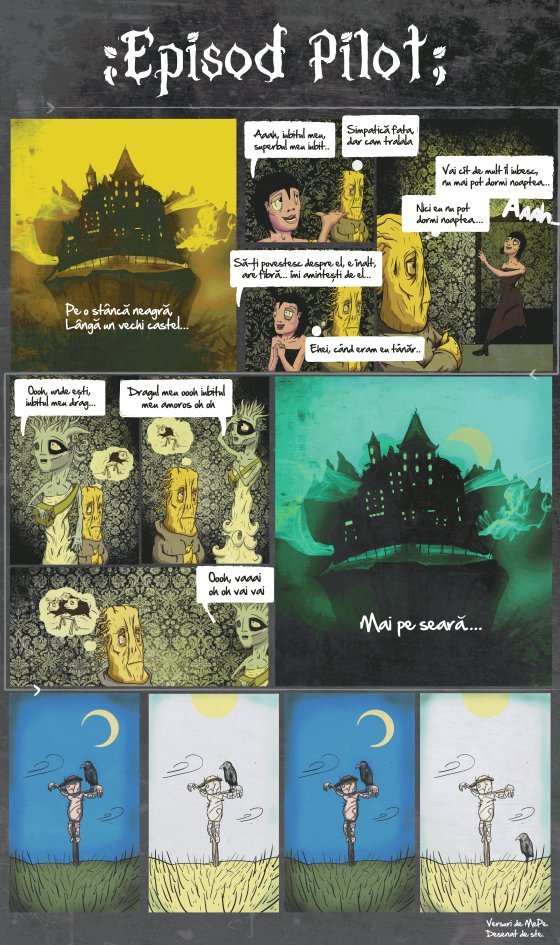 Episod Pilot
Pe o stâncă neagră,
Lângă un vechi castel...
Aaah, iubitul meu,
superbul meu iubit..
Simpatică fata,
dar cam tralala
Vai cît de mult îl iubesc,
nu mai pot dormi noaptea...
Nici eu nu pot
dormi noaptea....
Aaah...
Să-ți povestesc despre el, e înalt,
are fibră... îmi amintești de el...
Ehei, când eram eu tânăr..
Oooh, unde ești,
iubitul meu drag...
Dragul meu oooh iubitul
meu amoros oh oh
Oooh, vaaai
oh oh vai vai
Mai pe seară....
Versuri de MePe.
Desenat de ste.